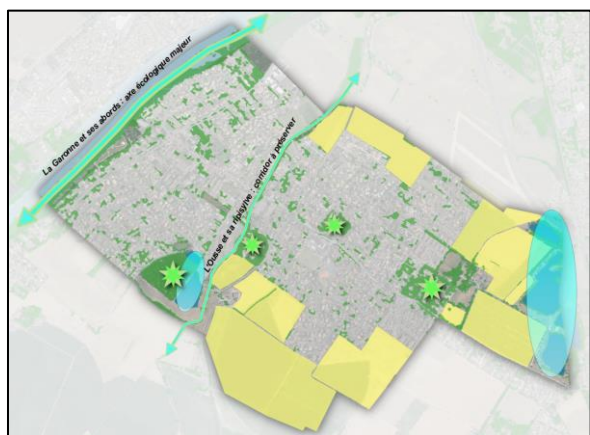 La Garonne et ses abords : axe écologique majeur
L'Ousse et sa ripisylve : corridor à préserver